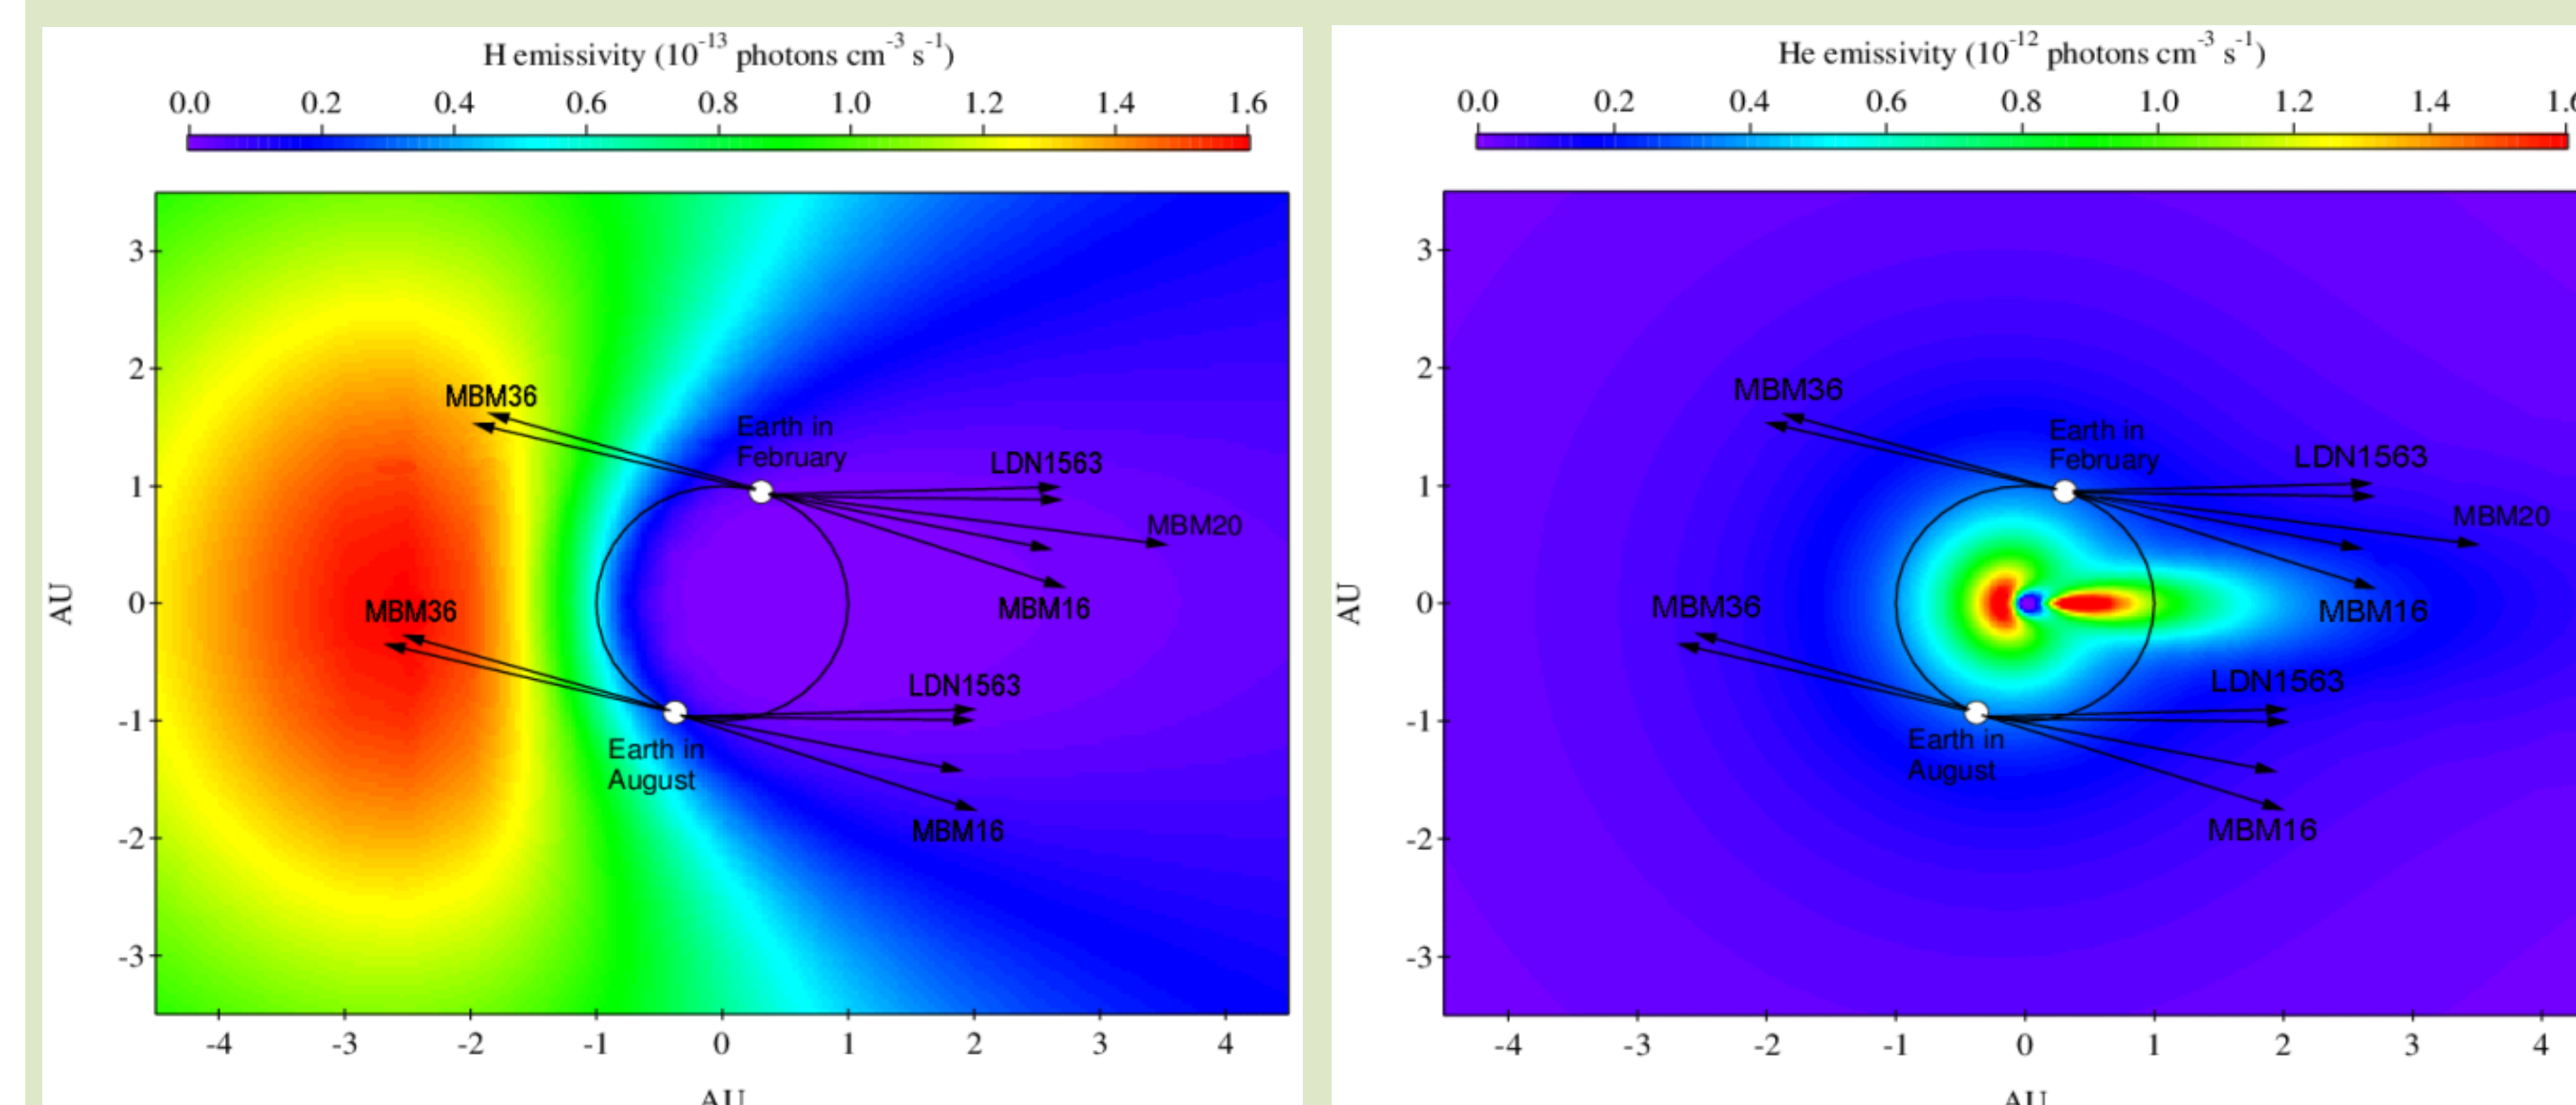 H emissivity (10^-13 photons cm^-3 s^-1)
0.0 0.2 0.4 0.6 0.8 1.0 1.2 1.4 1.6
3
2
1
0
-1
-2
-3
AU
MBM36
Earth in
February
LDN1563
MBM20
MBM16
MBM36
LDN1563
Earth in
August
MBM16
-4 -3 -2 -1 0 1 2 3 4
AU
He emissivity (10^-12 photons cm^-3 s^-1)
0.0 0.2 0.4 0.6 0.8 1.0 1.2 1.4 1.6
3
2
1
0
-1
-2
-3
AU
MBM36
Earth in
February
LDN1563
MBM20
MBM36
MBM16
LDN1563
Earth in
August
MBM16
-4 -3 -2 -1 0 1 2 3 4
AU